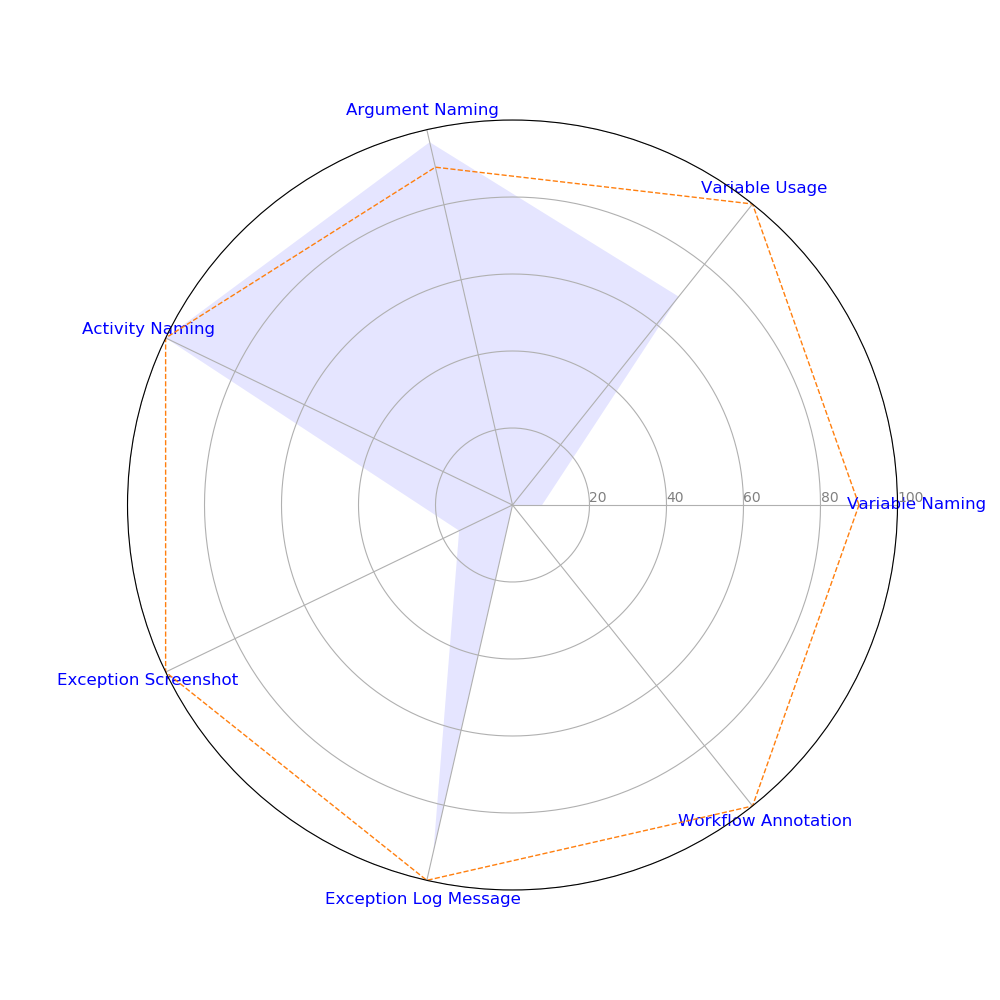 Argument Naming
Variable Usage
Activity Naming
20
40
60
80
100
Variable Naming
Exception Screenshot
Workflow Annotation
Exception Log Message